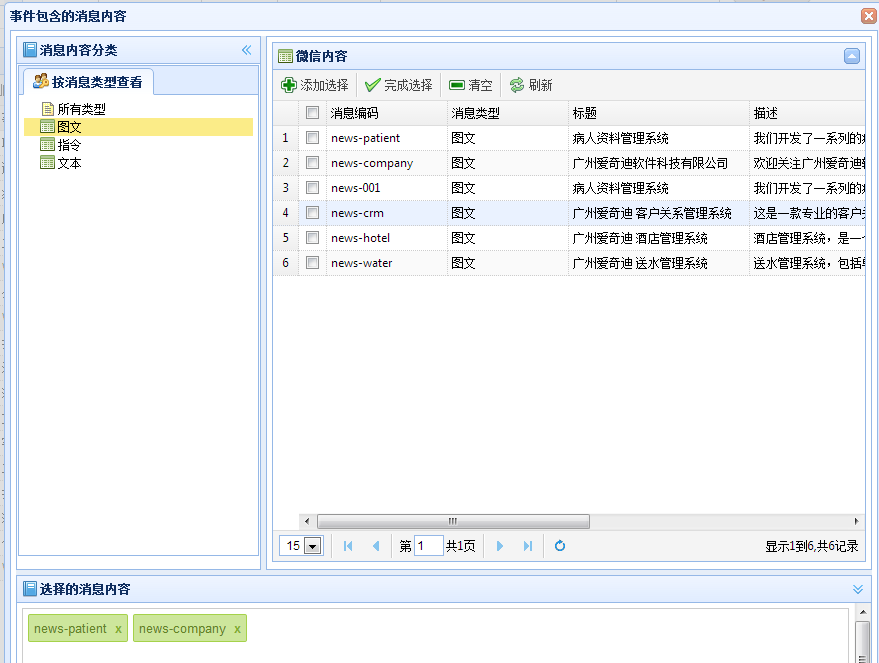 事件包含的消息内容
消息内容分类
按消息类型查看
所有类型
图文
指令
文本
微信内容
添加选择 完成选择 清空 刷新
消息编码 消息类型 标题 描述
1 news-patient 图文 病人资料管理系统 我们开发了一系列的
2 news-company 图文 广州爱奇迪软件科技有限公司 欢迎关注广州爱奇迪
3 news-001 图文 病人资料管理系统 我们开发了一系列的
4 news-crm 图文 广州爱奇迪 客户关系管理系统 这是一款专业的客户
5 news-hotel 图文 广州爱奇迪 酒店管理系统 酒店管理系统，是一
6 news-water 图文 广州爱奇迪 送水管理系统 送水管理系统，包括
15 第 1 共1页 显示1到6,共6记录
选择的消息内容
news-patient x news-company x